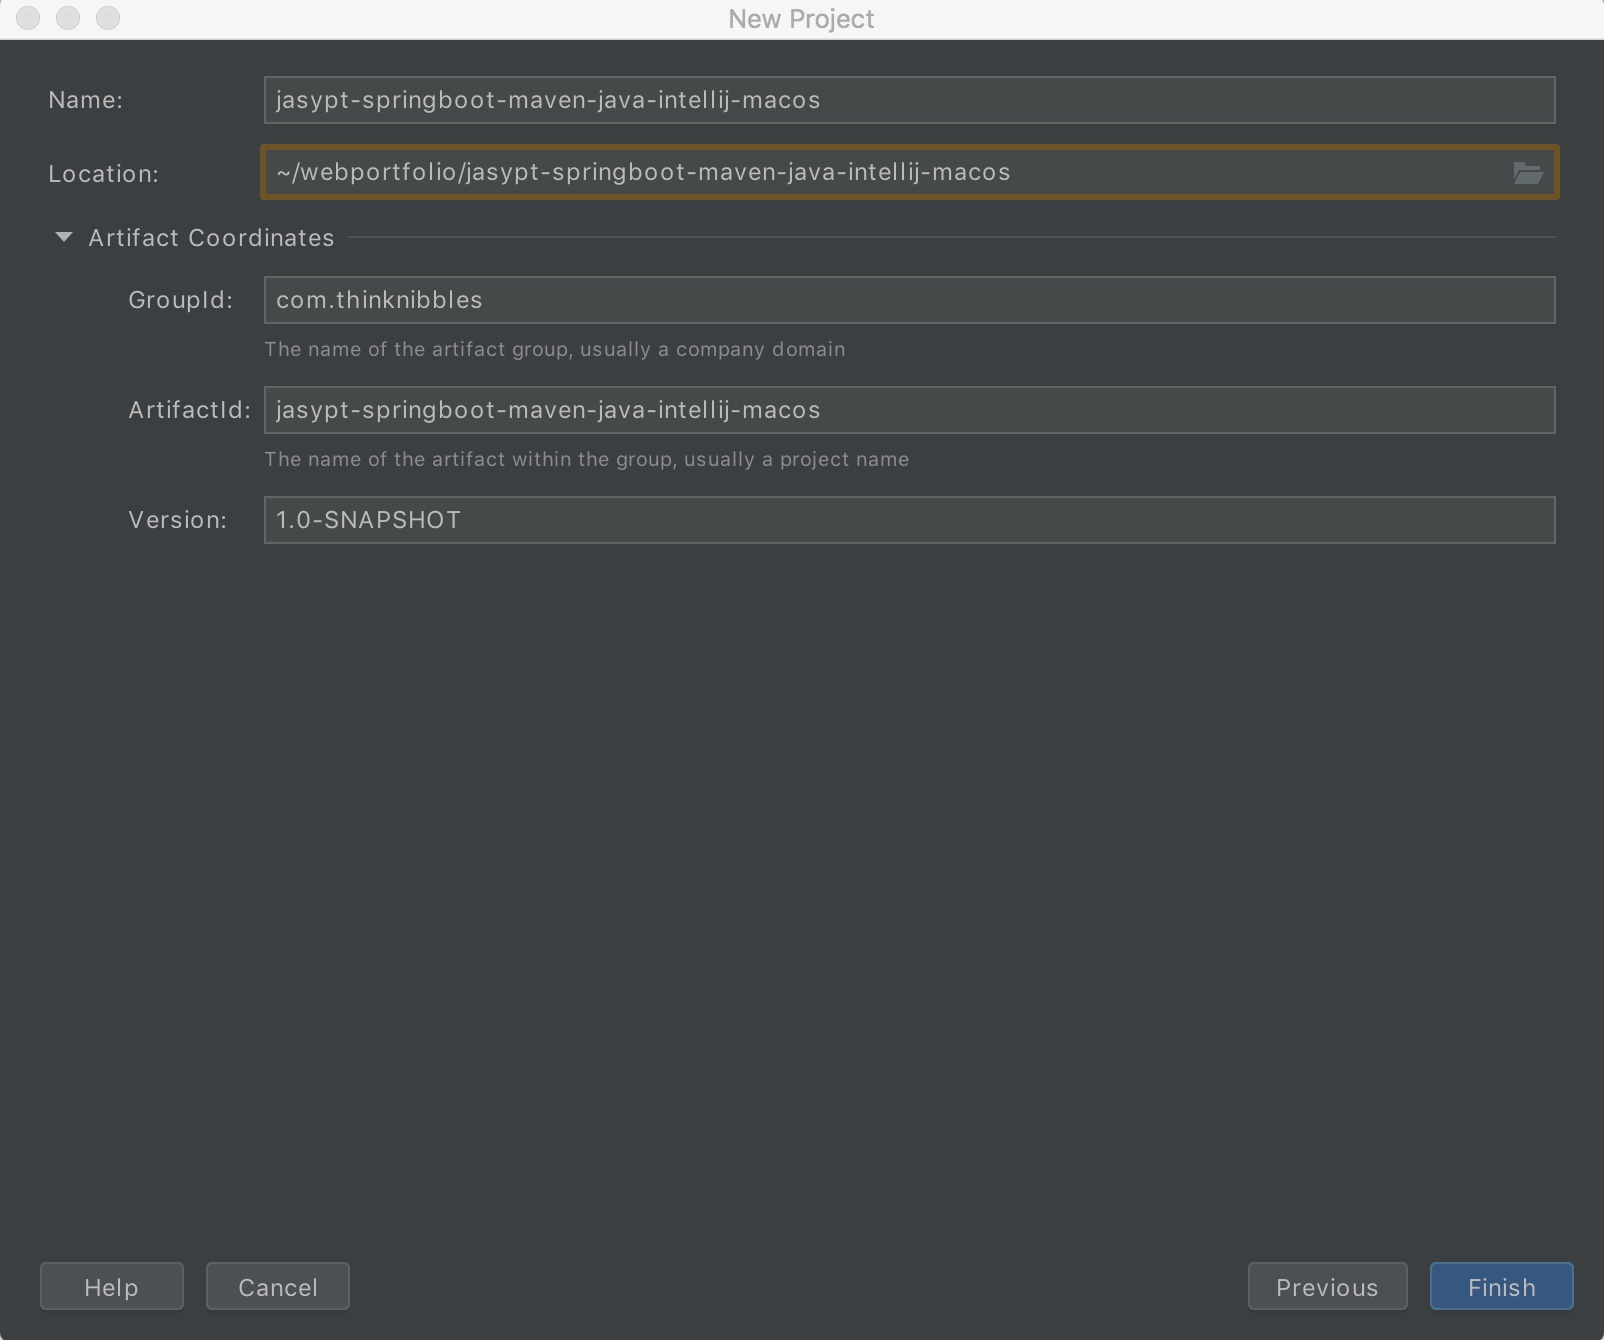 New Project
Name: jasypt-springboot-maven-java-intellij-macos
Location: ~/webportfolio/jasypt-springboot-maven-java-intellij-macos
Artifact Coordinates
GroupId: com.thinknibbles
The name of the artifact group, usually a company domain
ArtifactId: jasypt-springboot-maven-java-intellij-macos
The name of the artifact within the group, usually a project name
Version: 1.0-SNAPSHOT
Help Cancel Previous Finish